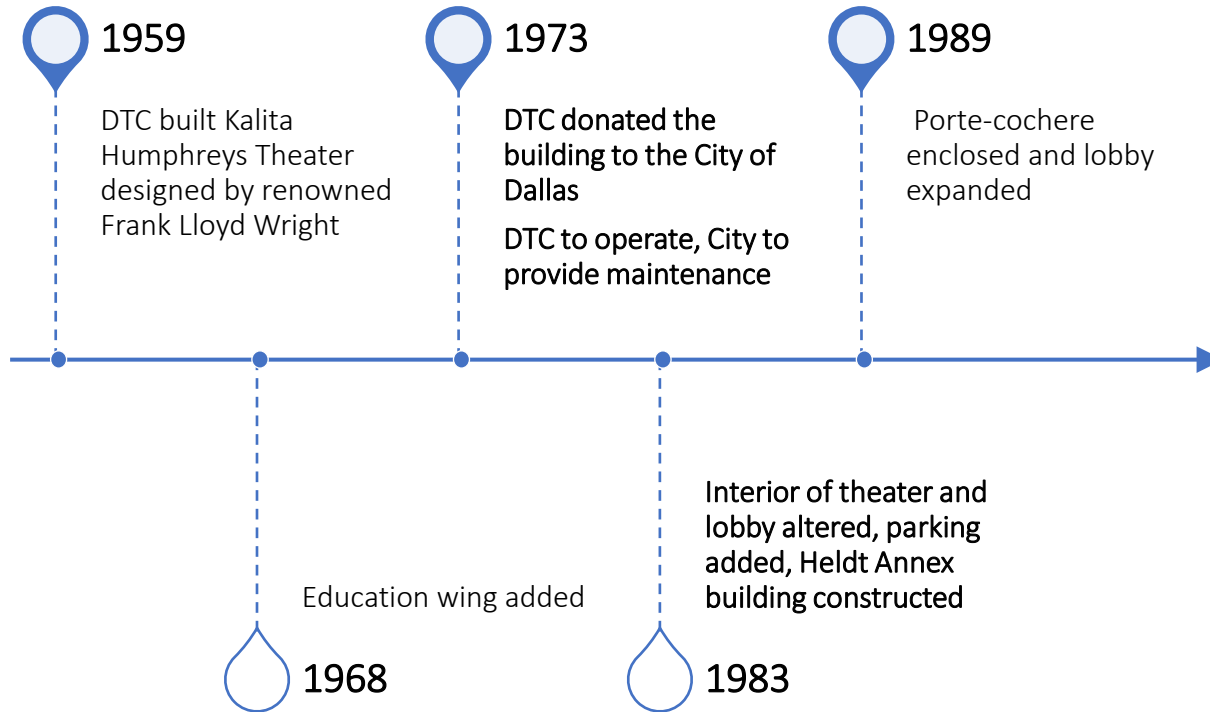 1959
DTC built Kalita
Humphreys Theater
designed by renowned
Frank Lloyd Wright
1973
DTC donated the
building to the City of
Dallas
DTC to operate, City to
provide maintenance
1989
Porte-cochere
enclosed and lobby
expanded
Education wing added
1968
Interior of theater and
lobby altered, parking
added, Heldt Annex
building constructed
1983